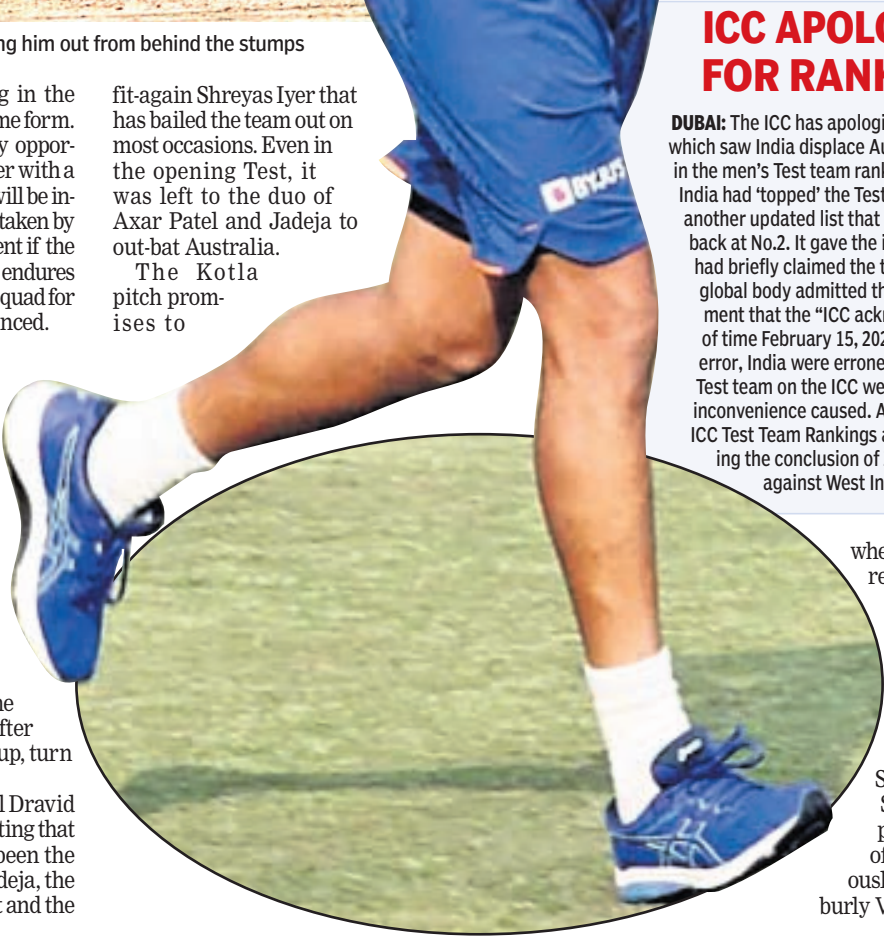 ng him out from behind the stumps
g in the
me form.
y oppor-
er with a
will be in-
taken by
ent if the
endures
quad for
nced.
fit-again Shreyas Iyer that
has bailed the team out on
most occasions. Even in
the opening Test, it
was left to the duo of
Axar Patel and Jadeja to
out-bat Australia.
The Kotla
pitch prom-
ises to
ne
fter
up, turn
l Dravid
ting that
been the
deja, the
t and the
BYJU'S
ICC APOLO
FOR RANK
DUBAI: The ICC has apologi
which saw India displace Au
in the men's Test team rank
India had 'topped' the Test
another updated list that
back at No.2. It gave the i
had briefly claimed the t
global body admitted th
ment that the "ICC ackn
of time February 15, 202
error, India were errone
Test team on the ICC we
inconvenience caused. A
ICC Test Team Rankings a
ing the conclusion of
against West In
whe
re
S
S
p
of
oush
burly V